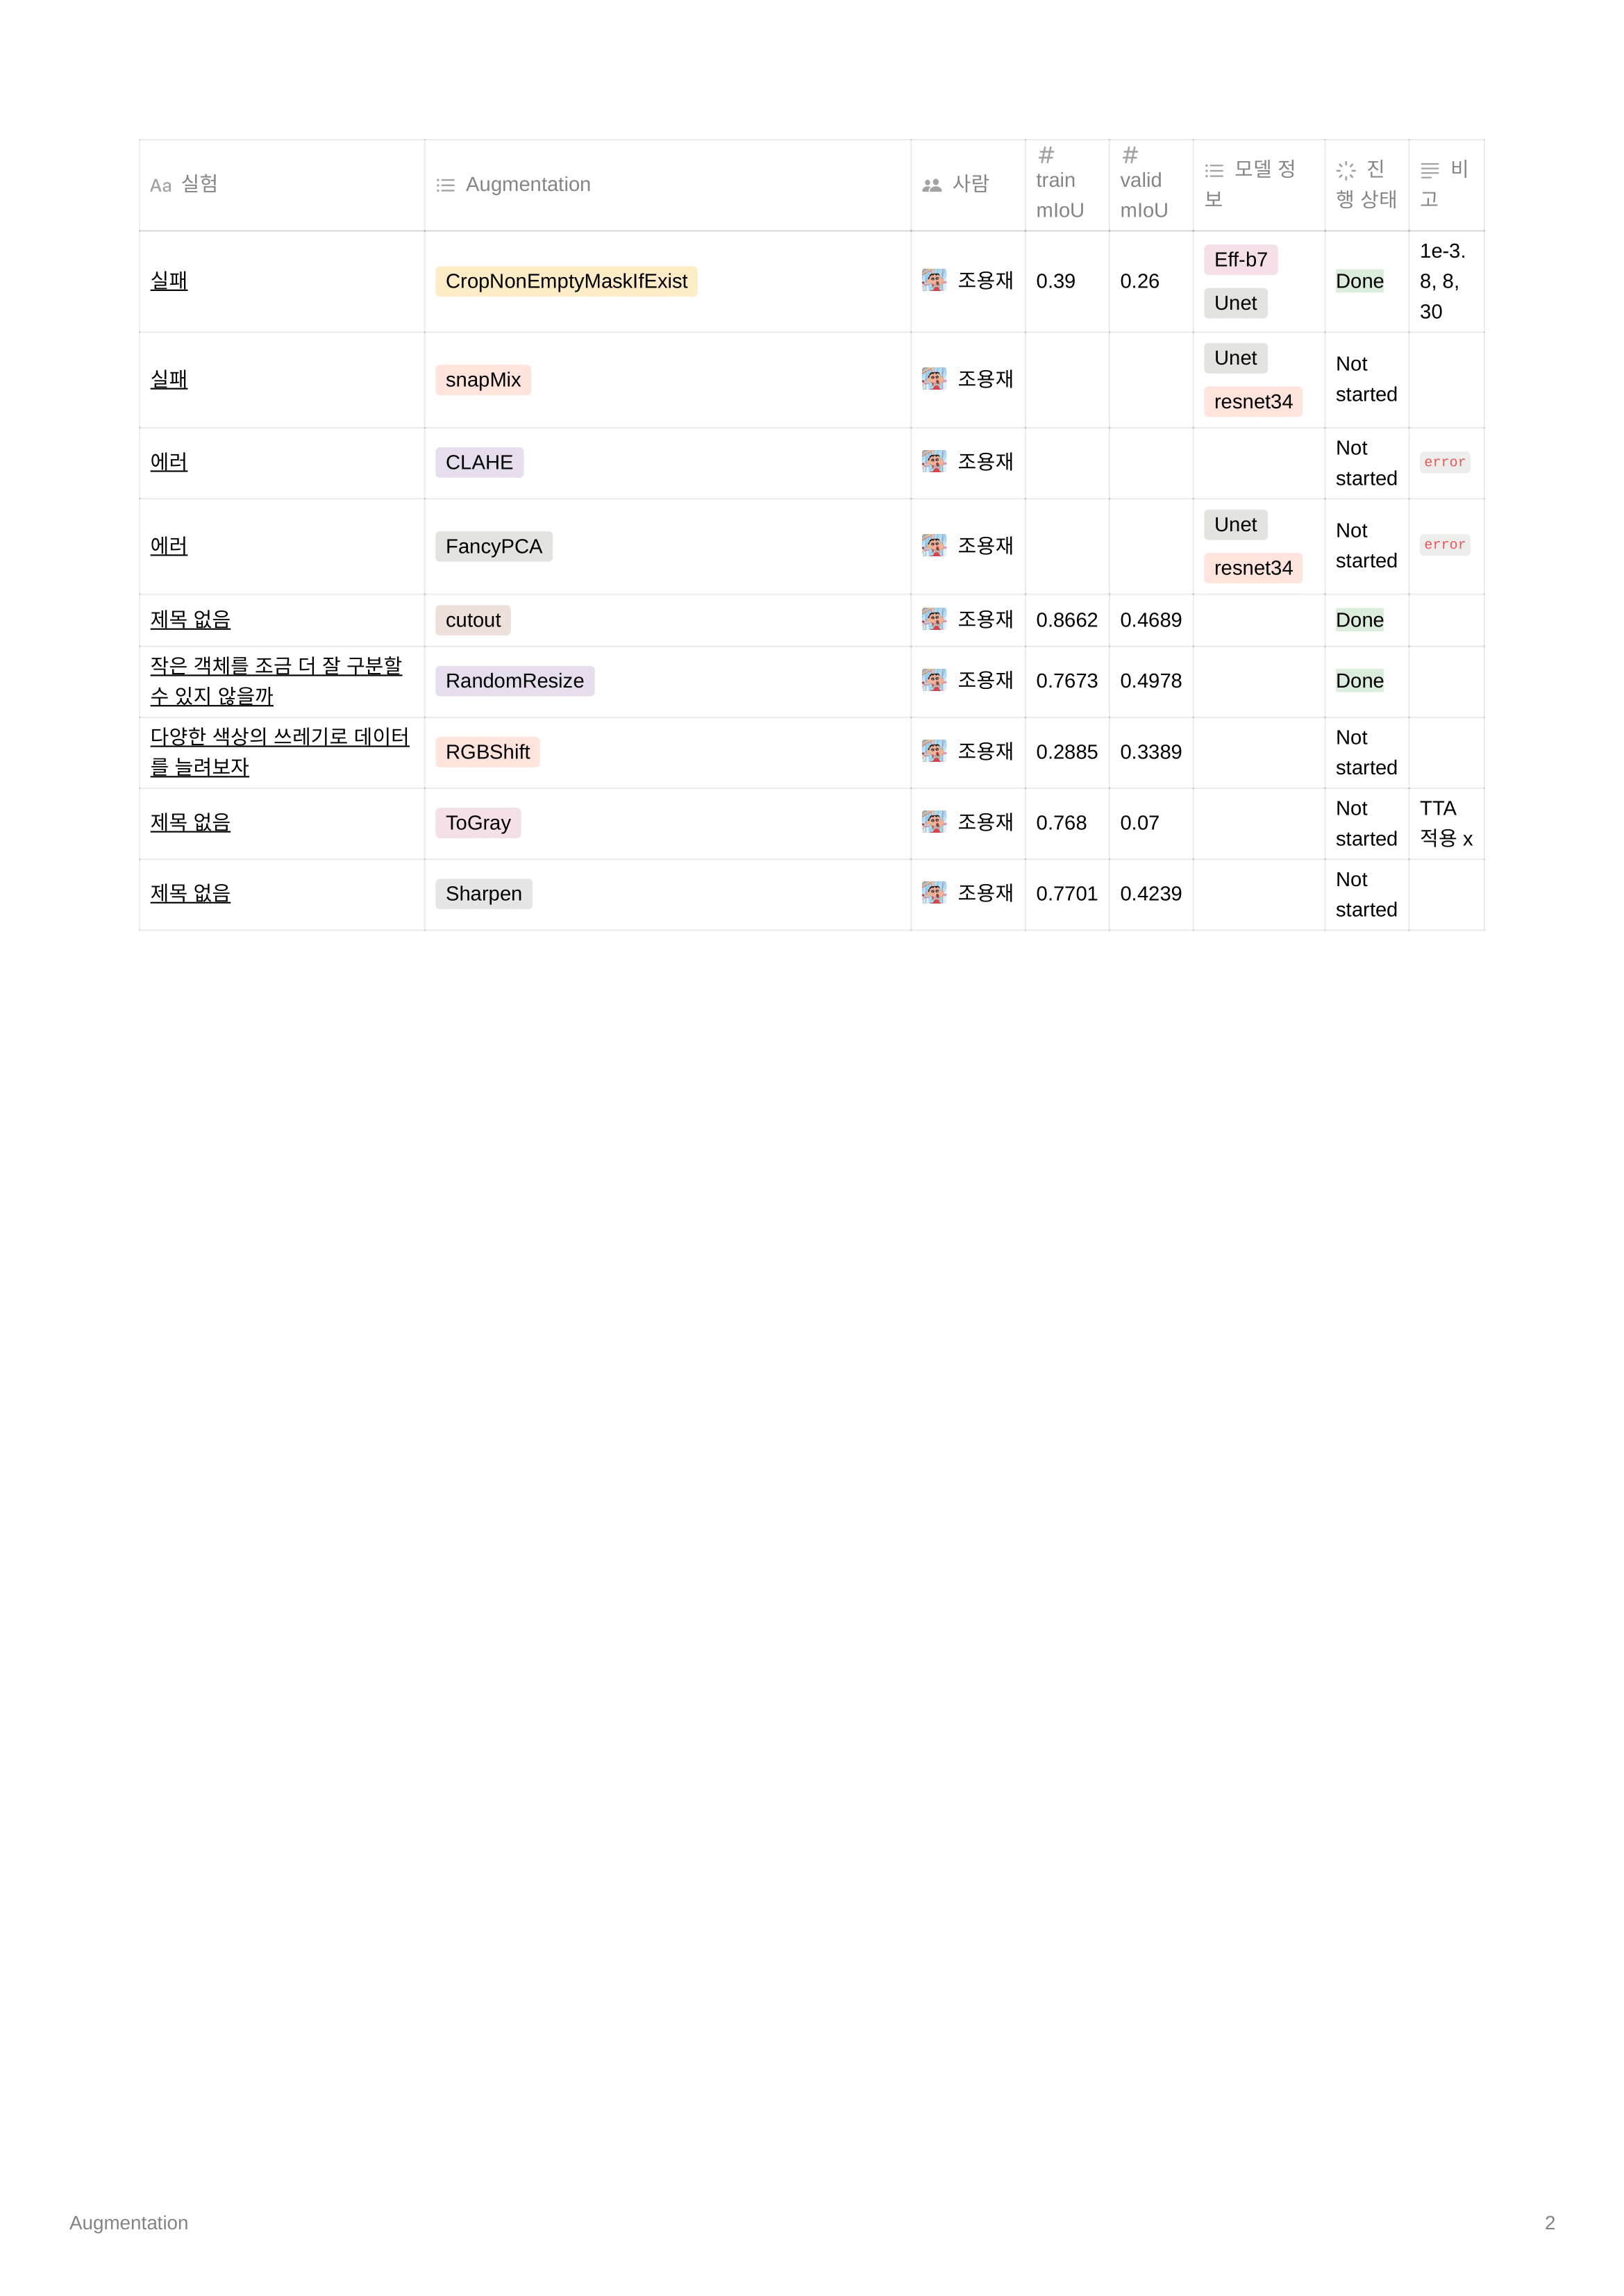 Aa 실험
Augmentation
사람
# train mIoU
# valid mIoU
모델 정보
진행 상태
비고
실패
CropNonEmptyMaskIfExist
조용재
0.39
0.26
Eff-b7
Unet
Done
1e-3.
8, 8,
30
실패
snapMix
조용재
Unet
resnet34
Not
started
에러
CLAHE
조용재
Not
started
error
에러
FancyPCA
조용재
Unet
resnet34
Not
started
error
제목 없음
cutout
조용재
0.8662
0.4689
Done
작은 객체를 조금 더 잘 구분할
수 있지 않을까
RandomResize
조용재
0.7673
0.4978
Done
다양한 색상의 쓰레기로 데이터
를 늘려보자
RGBShift
조용재
0.2885
0.3389
Not
started
제목 없음
ToGray
조용재
0.768
0.07
Not
started
TTA
적용 x
제목 없음
Sharpen
조용재
0.7701
0.4239
Not
started
Augmentation
2